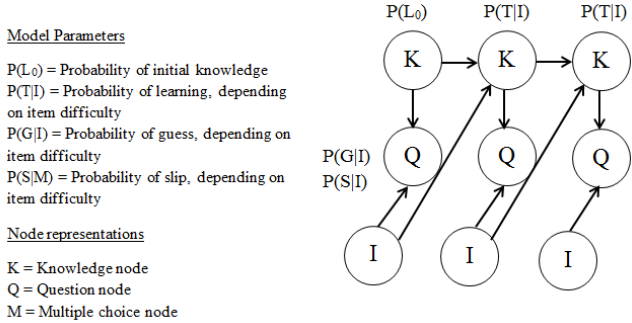 Model Parameters
P(L₀) = Probability of initial knowledge
P(T|I) = Probability of learning, depending
on item difficulty
P(G|I) = Probability of guess, depending on
item difficulty
P(S|M) = Probability of slip, depending on
item difficulty
Node representations
K = Knowledge node
Q = Question node
M = Multiple choice node
P(L₀) P(T|I) P(T|I)
K K K
P(G|I)
P(S|I)
Q Q Q
I I I